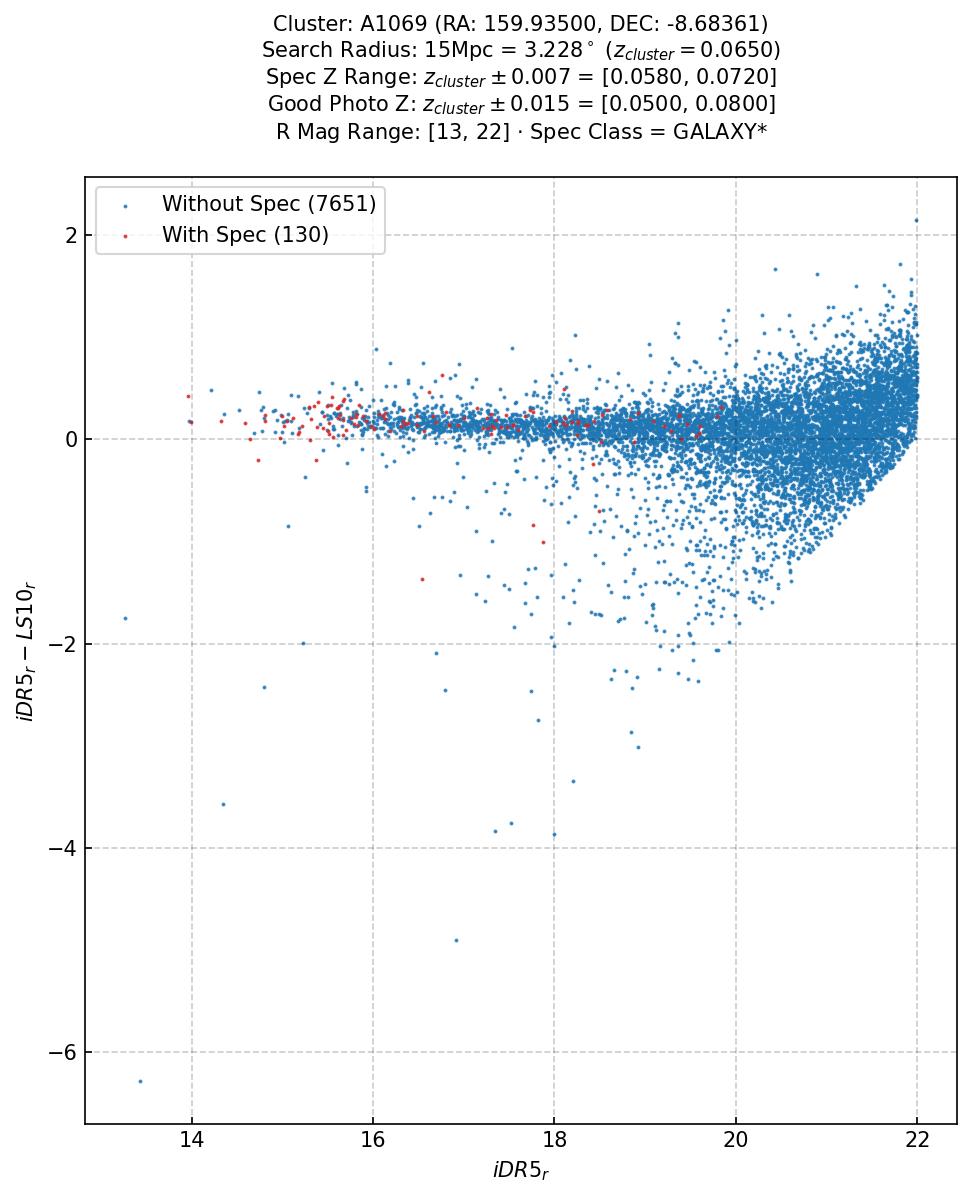 Cluster: A1069 (RA: 159.93500, DEC: -8.68361)
Search Radius: 15Mpc = 3.228° (z_cluster = 0.0650)
Spec Z Range: z_cluster ± 0.007 = [0.0580, 0.0720]
Good Photo Z: z_cluster ± 0.015 = [0.0500, 0.0800]
R Mag Range: [13, 22] · Spec Class = GALAXY*
Without Spec (7651)
With Spec (130)
2
0
−2
−4
−6
iDR5_r − LS10_r
14 16 18 20 22
iDR5_r